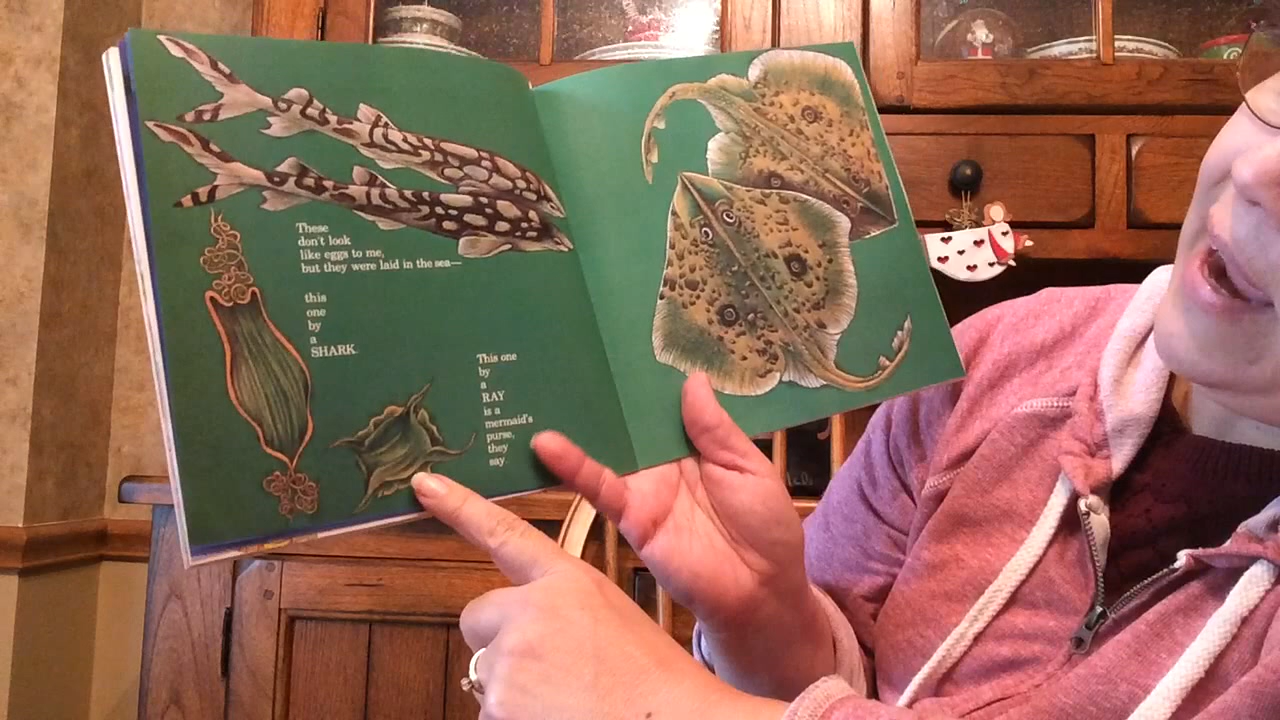 These
don't look
like eggs to me,
but they were laid in the sea—
this
one
by
a
SHARK.
This one
by
a
RAY
is a
mermaid's
purse,
they
say.